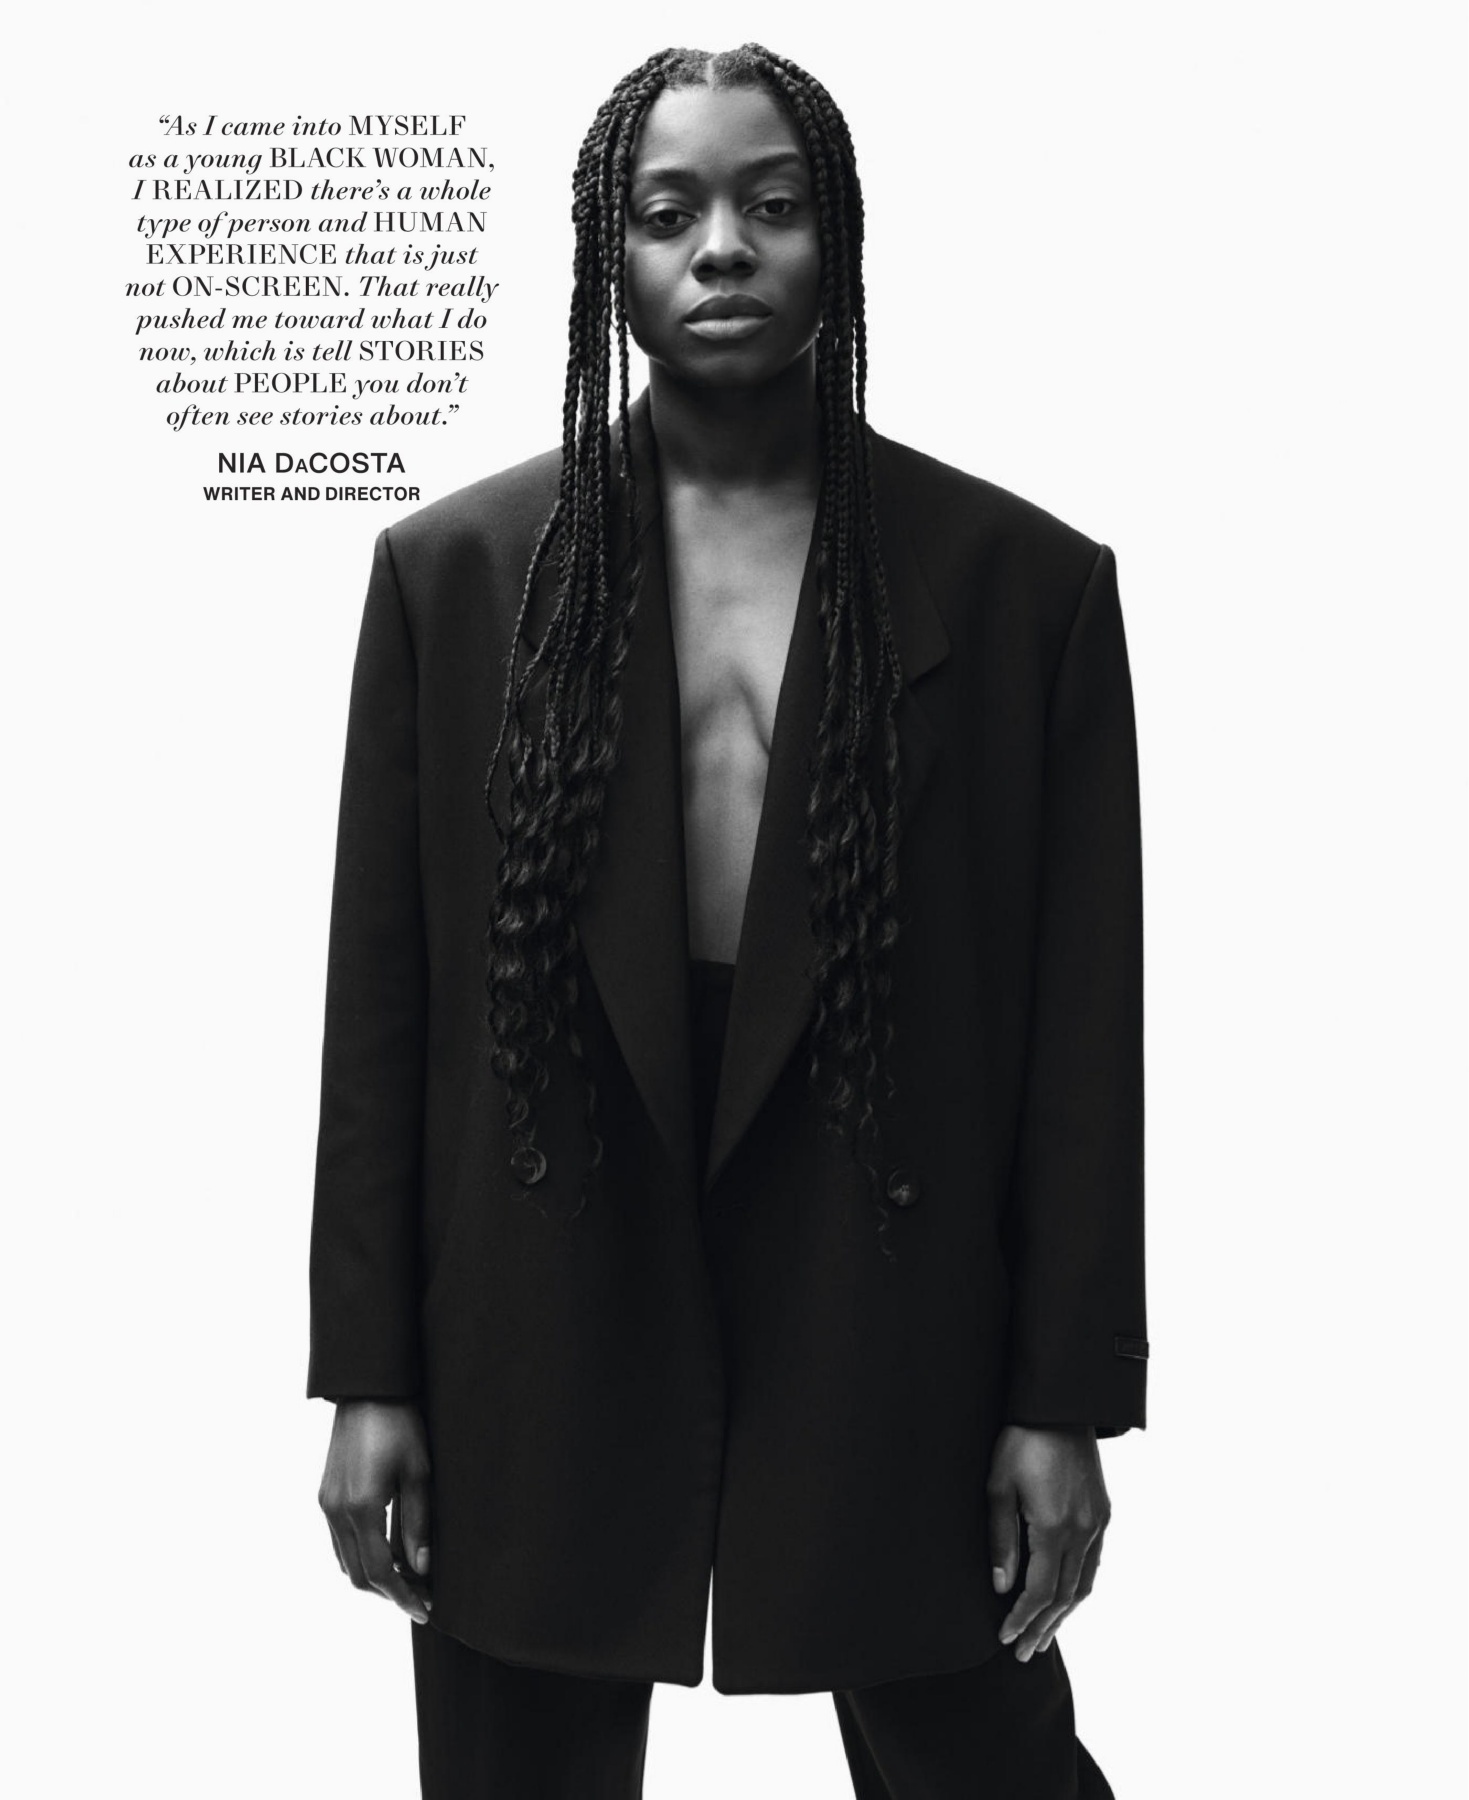 “As I came into MYSELF
as a young BLACK WOMAN,
I REALIZED there’s a whole
type of person and HUMAN
EXPERIENCE that is just
not ON-SCREEN. That really
pushed me toward what I do
now, which is tell STORIES
about PEOPLE you don’t
often see stories about.”
NIA DACOSTA
WRITER AND DIRECTOR